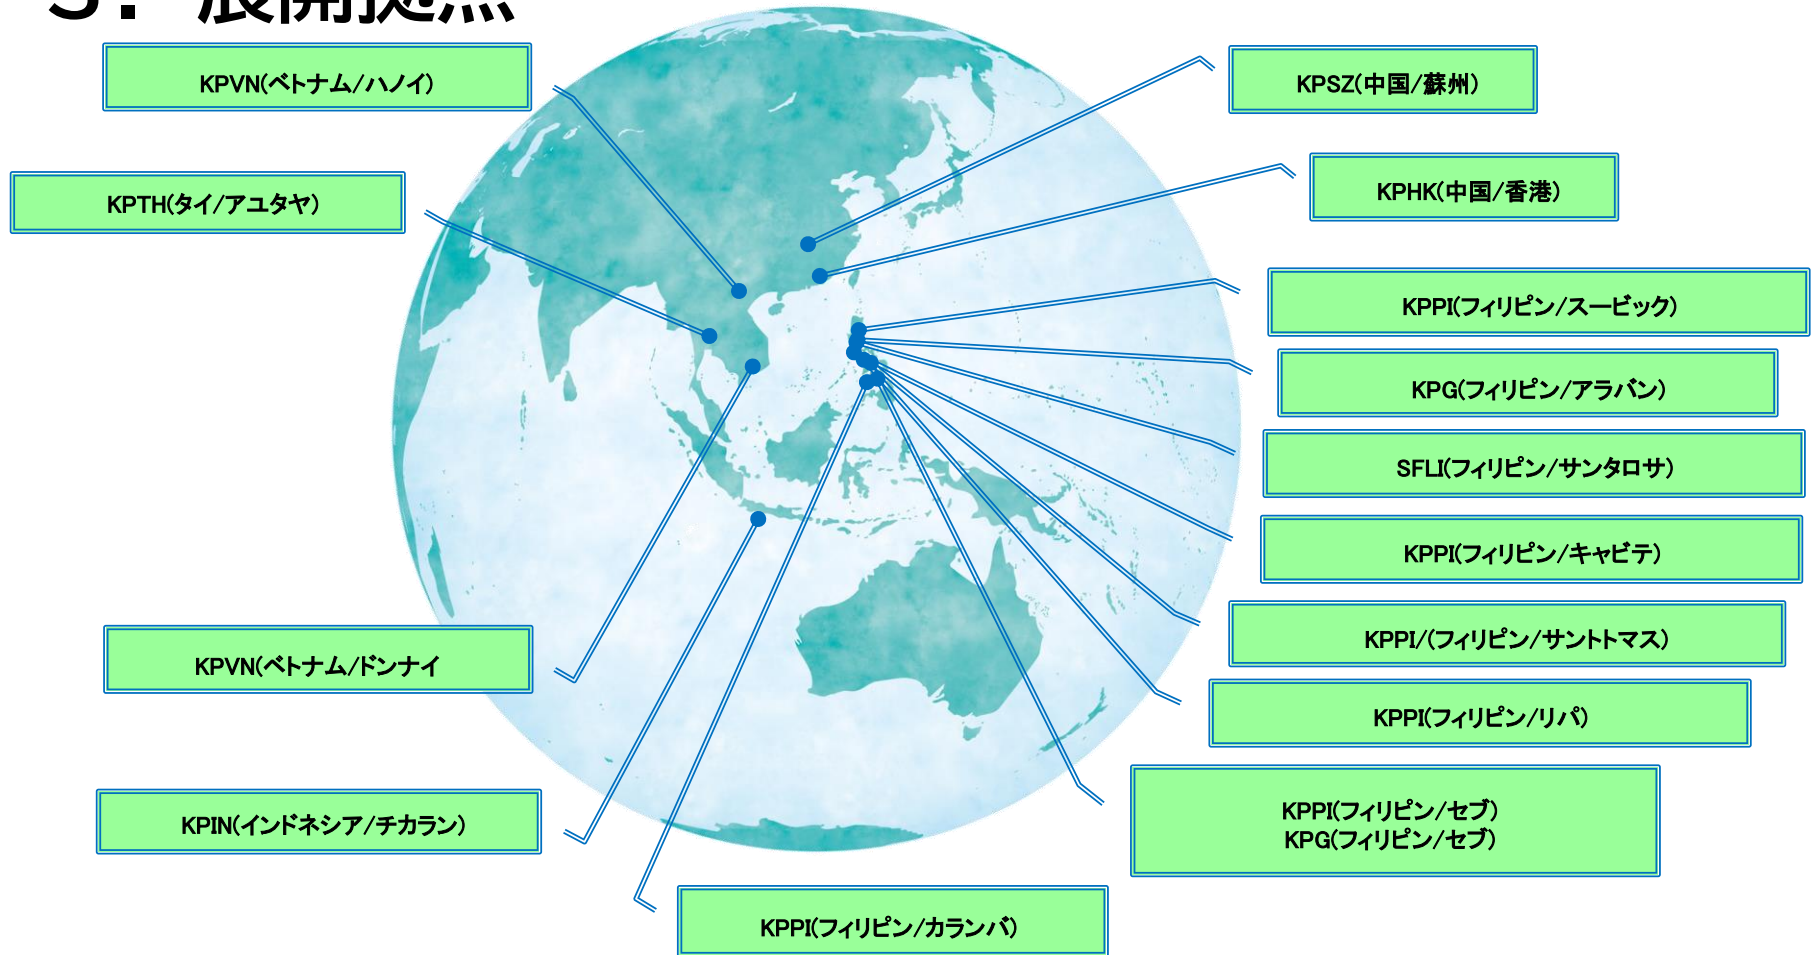 展開拠点
KPVN(ベトナム/ハノイ)
KPSZ(中国/蘇州)
KPTH(タイ/アユタヤ)
KPHK(中国/香港)
KPPI(フィリピン/スービック)
KPG(フィリピン/アラバン)
SFLI(フィリピン/サンタロサ)
KPPI(フィリピン/キャビテ)
KPPI/(フィリピン/サントトマス)
KPVN(ベトナム/ドンナイ
KPPI(フィリピン/リパ)
KPPI(フィリピン/セブ)
KPG(フィリピン/セブ)
KPIN(インドネシア/チカラン)
KPPI(フィリピン/カランバ)